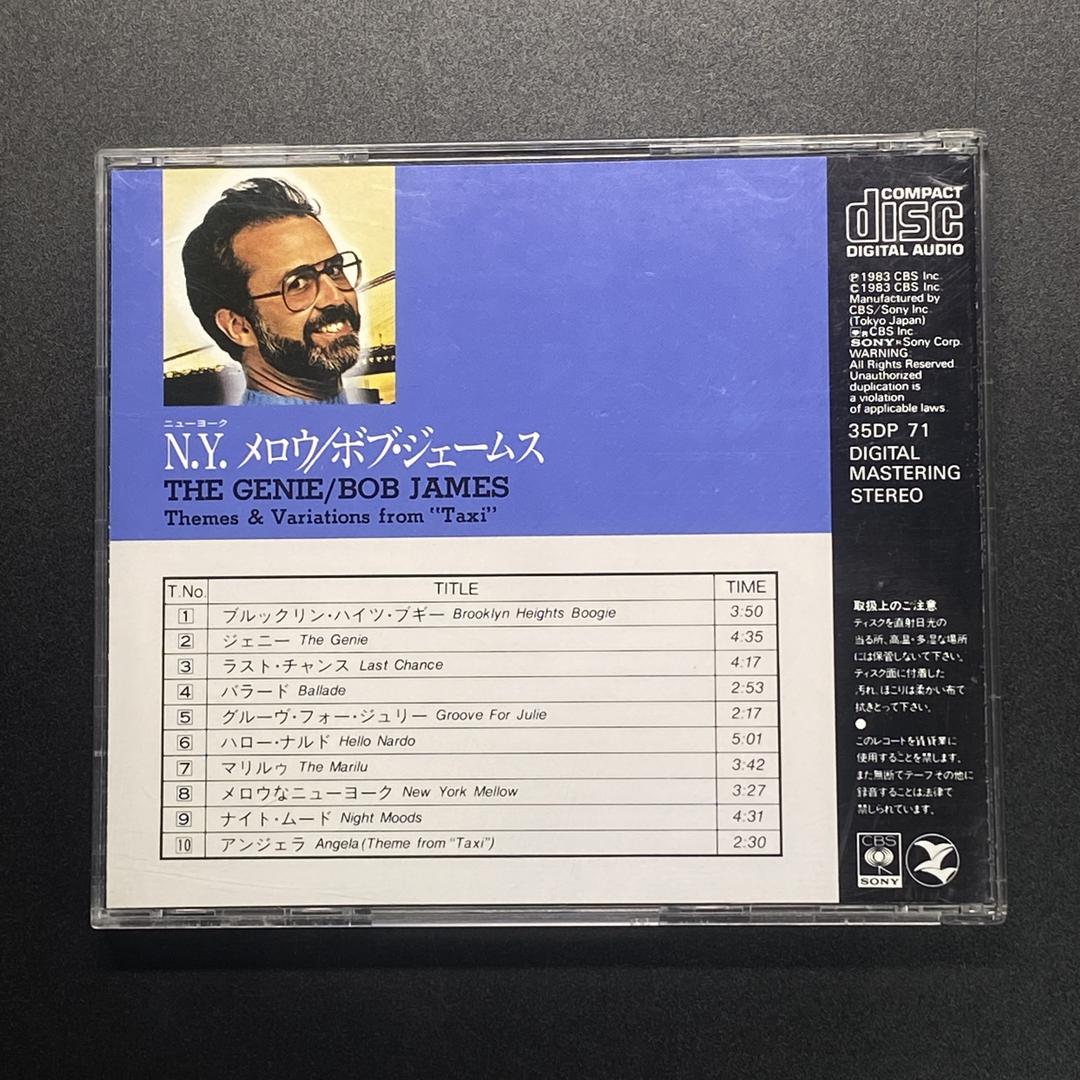 ニューヨーク
N.Y. メロウ/ボブ・ジェームス
THE GENIE/BOB JAMES
Themes & Variations from "Taxi"
T.No. TITLE TIME
1 ブルックリン・ハイツ・ブギー Brooklyn Heights Boogie 3:50
2 ジェニー The Genie 4:35
3 ラスト・チャンス Last Chance 4:17
4 バラード Ballade 2:53
5 グルーヴ・フォー・ジュリー Groove For Julie 2:17
6 ハロー・ナルド Hello Nardo 5:01
7 マリルゥ The Marilu 3:42
8 メロウなニューヨーク New York Mellow 3:27
9 ナイト・ムード Night Moods 4:31
10 アンジェラ Angela (Theme from "Taxi") 2:30
COMPACT
disc
DIGITAL AUDIO
℗ 1983 CBS Inc.
C 1983 CBS Inc.
Manufactured by
CBS/Sony Inc.
(Tokyo Japan)
R CBS Inc.
SONY R Sony Corp.
WARNING:
All Rights Reserved.
Unauthorized
duplication is
a violation
of applicable laws.
35DP 71
DIGITAL
MASTERING
STEREO
取扱上のご注意
ディスクを直射日光の
当る所、高温・多湿な場所
には保管しないで下さい。
ディスク面に付着した
汚れ、ほこりは柔かい布で
拭きとって下さい。
このレコードを賃貸業に
使用することを禁します。
また無断でテープその他に
録音することは法律で
禁じられています。
CBS
SONY